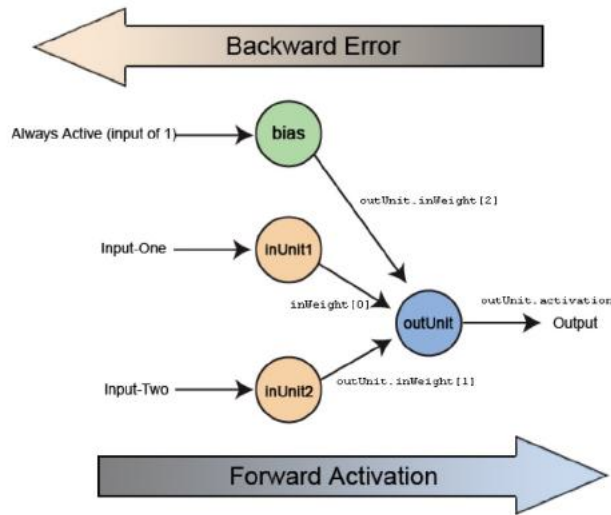 Backward Error
Always Active (input of 1)
bias
outUnit.inWeight[2]
Input-One
inUnit1
inWeight[0]
outUnit.activation
outUnit
Output
Input-Two
inUnit2
outUnit.inWeight[1]
Forward Activation